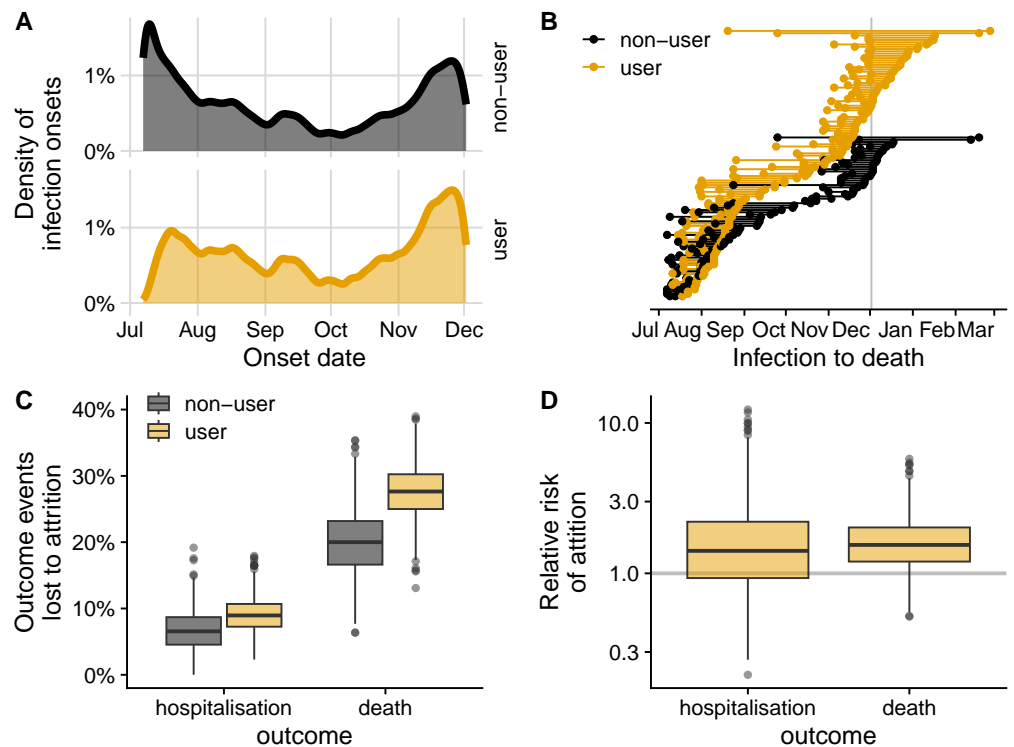 A
Density of
infection onsets
1%
0%
non−user
1%
0%
user
Jul Aug Sep Oct Nov Dec
Onset date
B
non−user
user
Jul Aug Sep Oct Nov Dec Jan Feb Mar
Infection to death
C
Outcome events
lost to attrition
non−user
user
40%
30%
20%
10%
0%
hospitalisation death
outcome
D
Relative risk
of attition
10.0
3.0
1.0
0.3
hospitalisation death
outcome